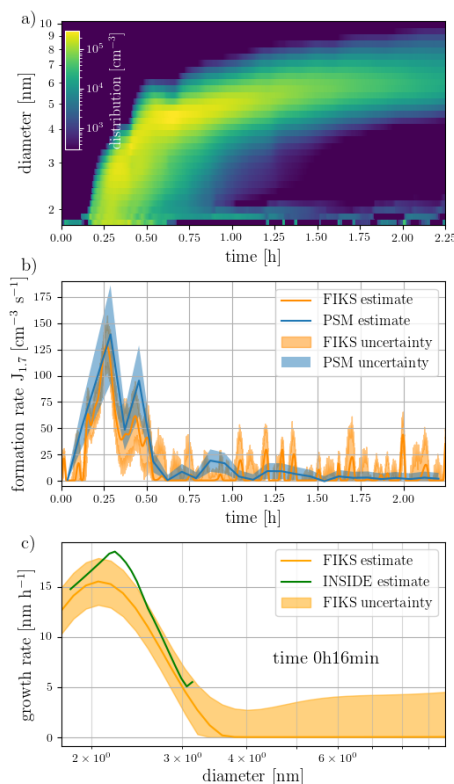 a)
diameter [nm]
10
9
8
7
6
5
4
3
2
distribution [cm⁻³]
10⁵
10⁴
10³
0.00 0.25 0.50 0.75 1.00 1.25 1.50 1.75 2.00 2.25
time [h]
b)
formation rate J₁.₇ [cm⁻³ s⁻¹]
175
150
125
100
75
50
25
0
FIKS estimate
PSM estimate
FIKS uncertainty
PSM uncertainty
0.00 0.25 0.50 0.75 1.00 1.25 1.50 1.75 2.00
time [h]
c)
growth rate [nm h⁻¹]
15
10
5
0
FIKS estimate
INSIDE estimate
FIKS uncertainty
time 0h16min
2 × 10⁰ 3 × 10⁰ 4 × 10⁰ 6 × 10⁰
diameter [nm]